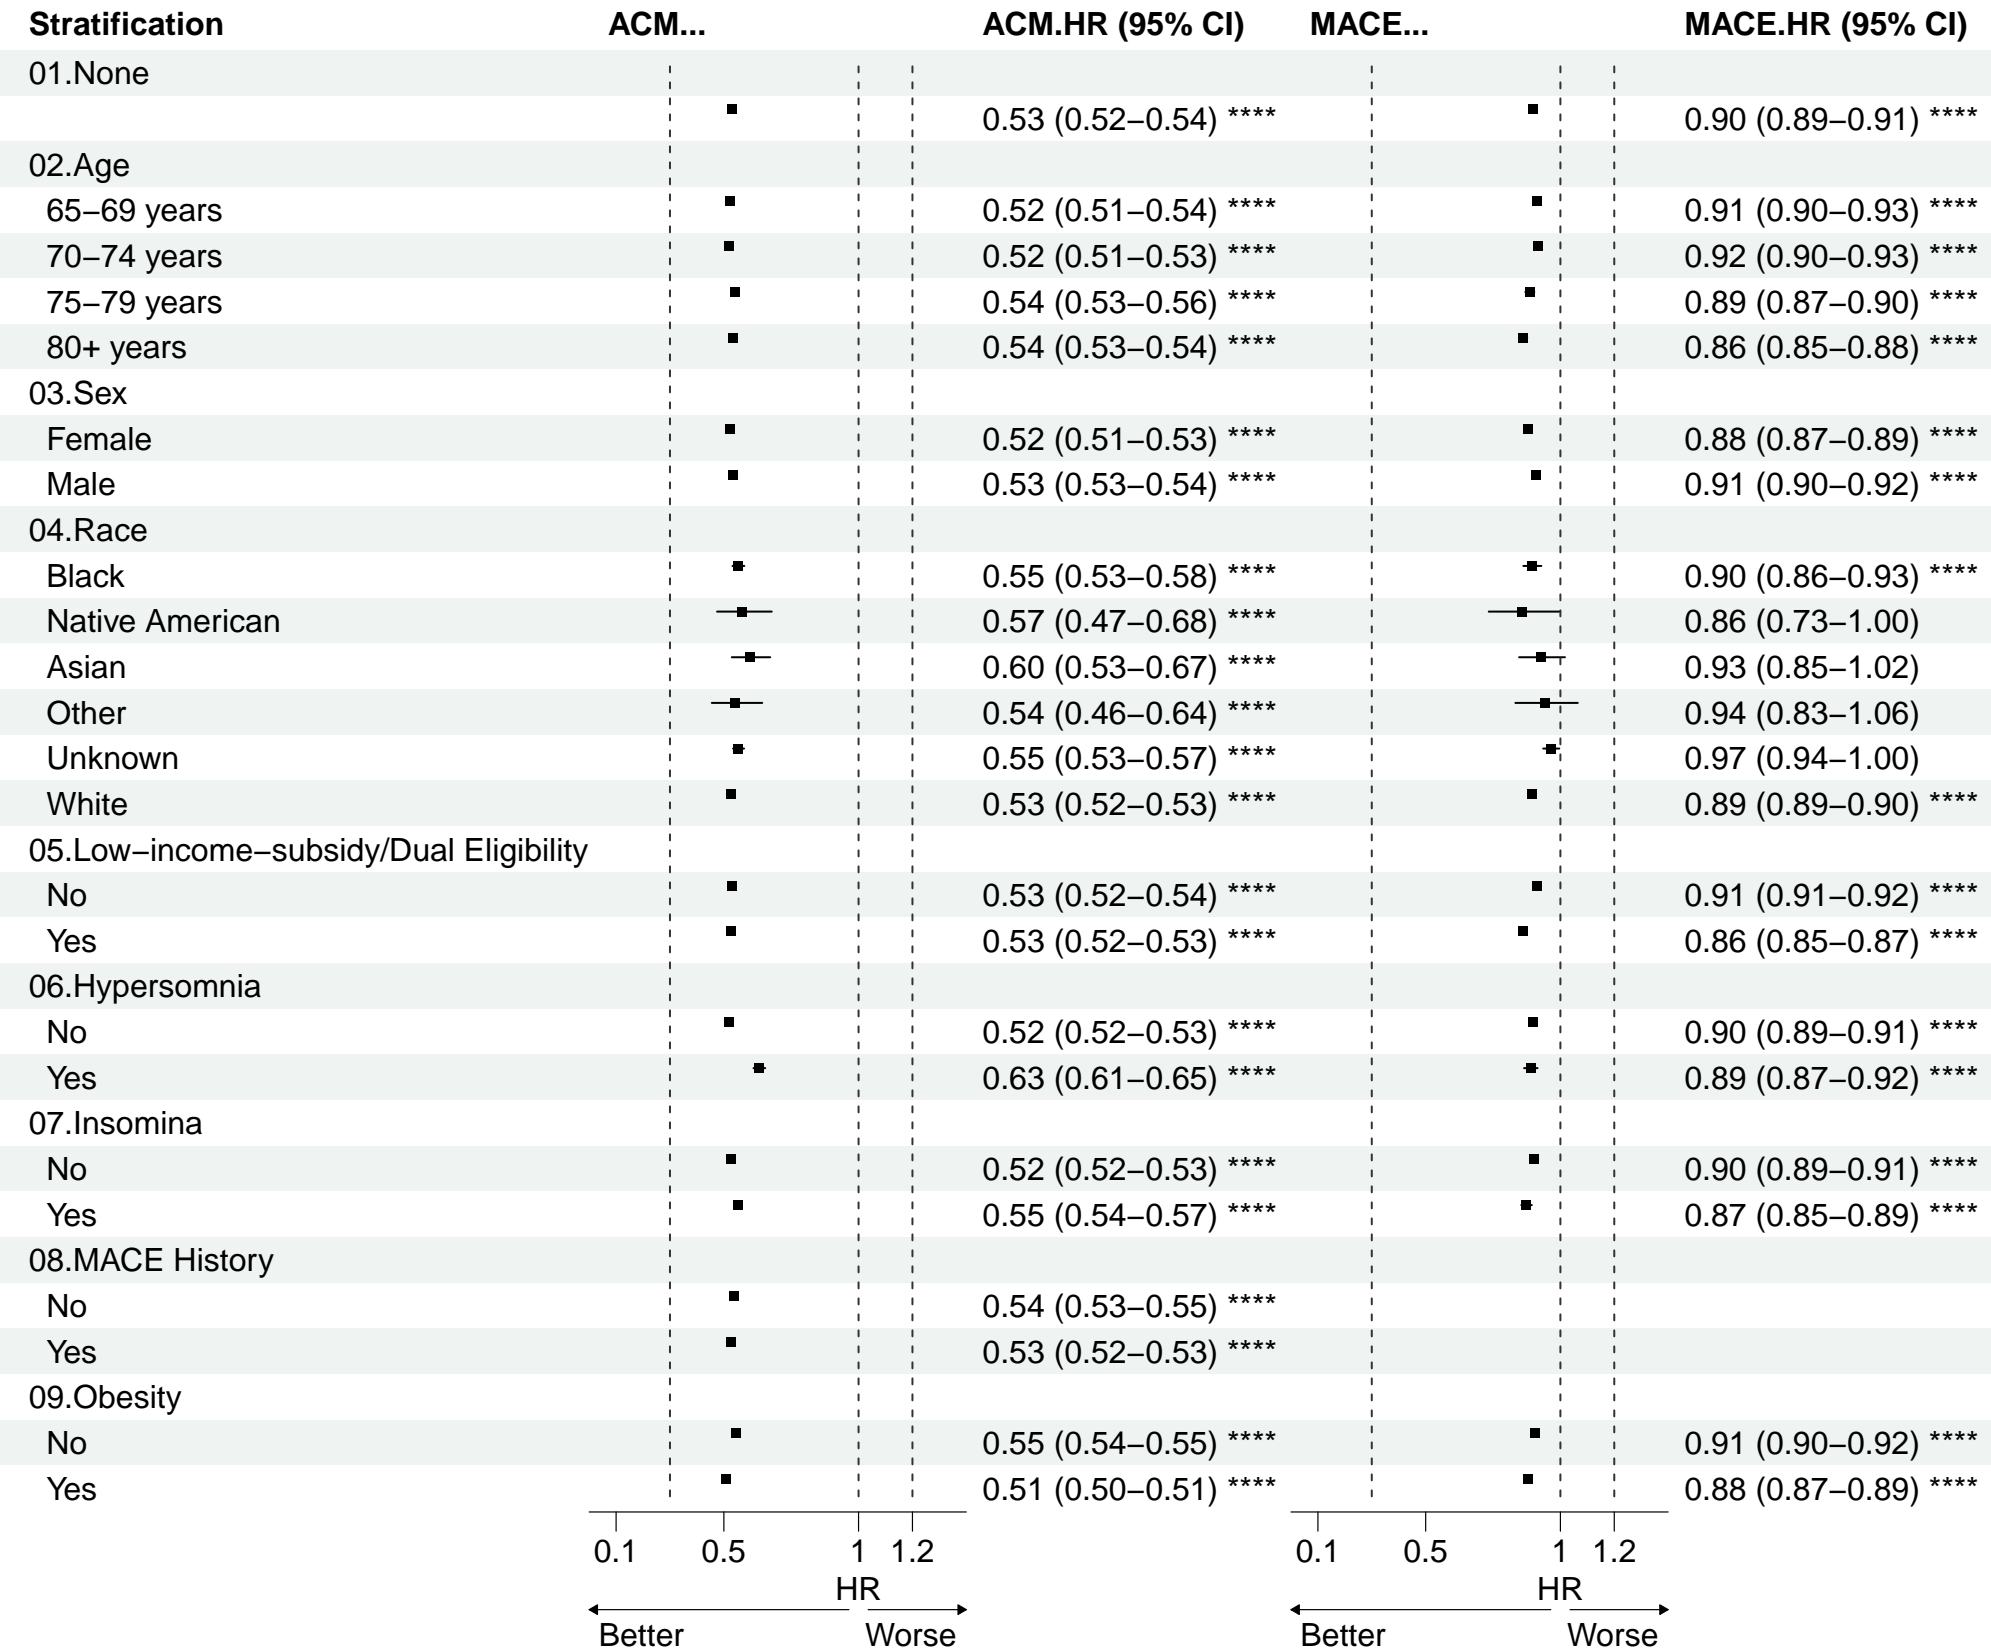 Stratification ACM... ACM.HR (95% CI) MACE... MACE.HR (95% CI)
01.None
0.53 (0.52−0.54) **** 0.90 (0.89−0.91) ****
02.Age
65−69 years 0.52 (0.51−0.54) **** 0.91 (0.90−0.93) ****
70−74 years 0.52 (0.51−0.53) **** 0.92 (0.90−0.93) ****
75−79 years 0.54 (0.53−0.56) **** 0.89 (0.87−0.90) ****
80+ years 0.54 (0.53−0.54) **** 0.86 (0.85−0.88) ****
03.Sex
Female 0.52 (0.51−0.53) **** 0.88 (0.87−0.89) ****
Male 0.53 (0.53−0.54) **** 0.91 (0.90−0.92) ****
04.Race
Black 0.55 (0.53−0.58) **** 0.90 (0.86−0.93) ****
Native American 0.57 (0.47−0.68) **** 0.86 (0.73−1.00)
Asian 0.60 (0.53−0.67) **** 0.93 (0.85−1.02)
Other 0.54 (0.46−0.64) **** 0.94 (0.83−1.06)
Unknown 0.55 (0.53−0.57) **** 0.97 (0.94−1.00)
White 0.53 (0.52−0.53) **** 0.89 (0.89−0.90) ****
05.Low−income−subsidy/Dual Eligibility
No 0.53 (0.52−0.54) **** 0.91 (0.91−0.92) ****
Yes 0.53 (0.52−0.53) **** 0.86 (0.85−0.87) ****
06.Hypersomnia
No 0.52 (0.52−0.53) **** 0.90 (0.89−0.91) ****
Yes 0.63 (0.61−0.65) **** 0.89 (0.87−0.92) ****
07.Insomina
No 0.52 (0.52−0.53) **** 0.90 (0.89−0.91) ****
Yes 0.55 (0.54−0.57) **** 0.87 (0.85−0.89) ****
08.MACE History
No 0.54 (0.53−0.55) ****
Yes 0.53 (0.52−0.53) ****
09.Obesity
No 0.55 (0.54−0.55) **** 0.91 (0.90−0.92) ****
Yes 0.51 (0.50−0.51) **** 0.88 (0.87−0.89) ****
0.1 0.5 1 1.2 0.1 0.5 1 1.2
HR HR
Better Worse Better Worse